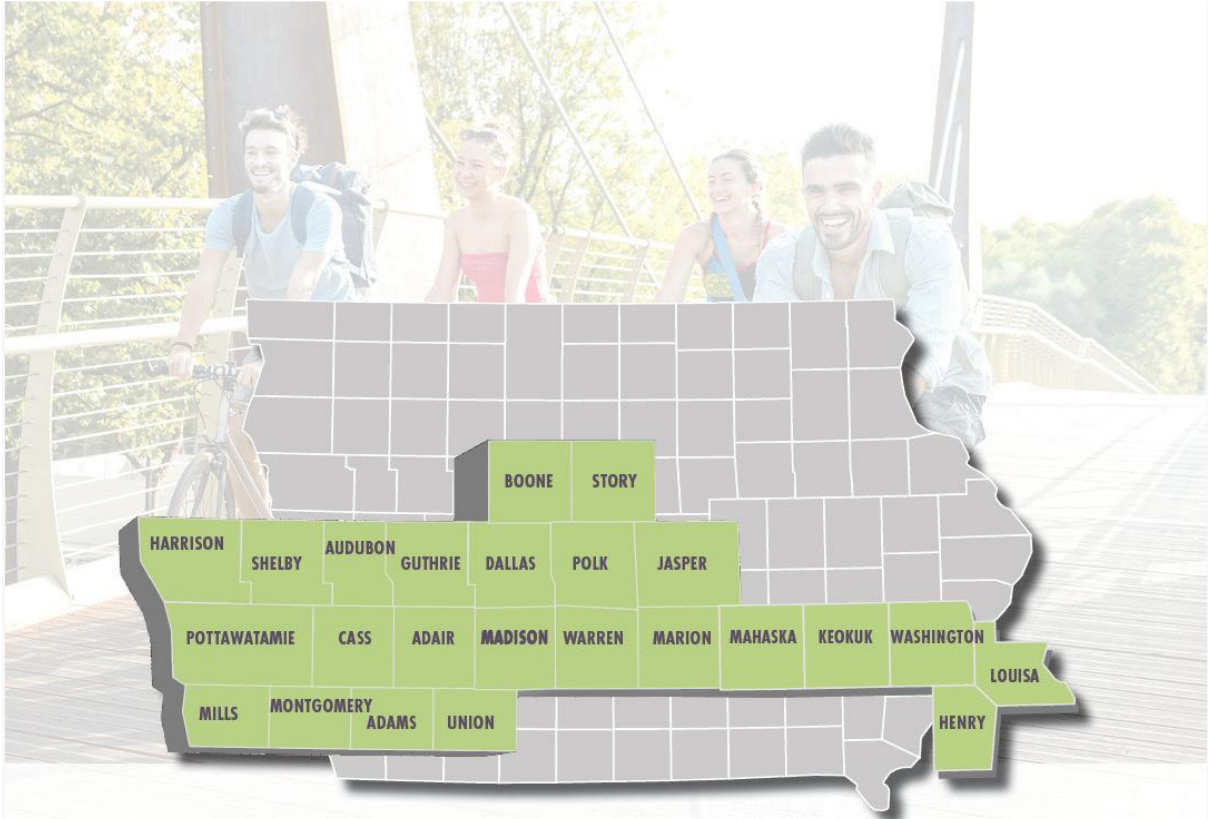 BOONE
STORY
HARRISON
SHELBY
AUDUBON
GUTHRIE
DALLAS
POLK
JASPER
POTTAWATAMIE
CASS
ADAIR
MADISON
WARREN
MARION
MAHASKA
KEOKUK
WASHINGTON
LOUISA
MILLS
MONTGOMERY
ADAMS
UNION
HENRY